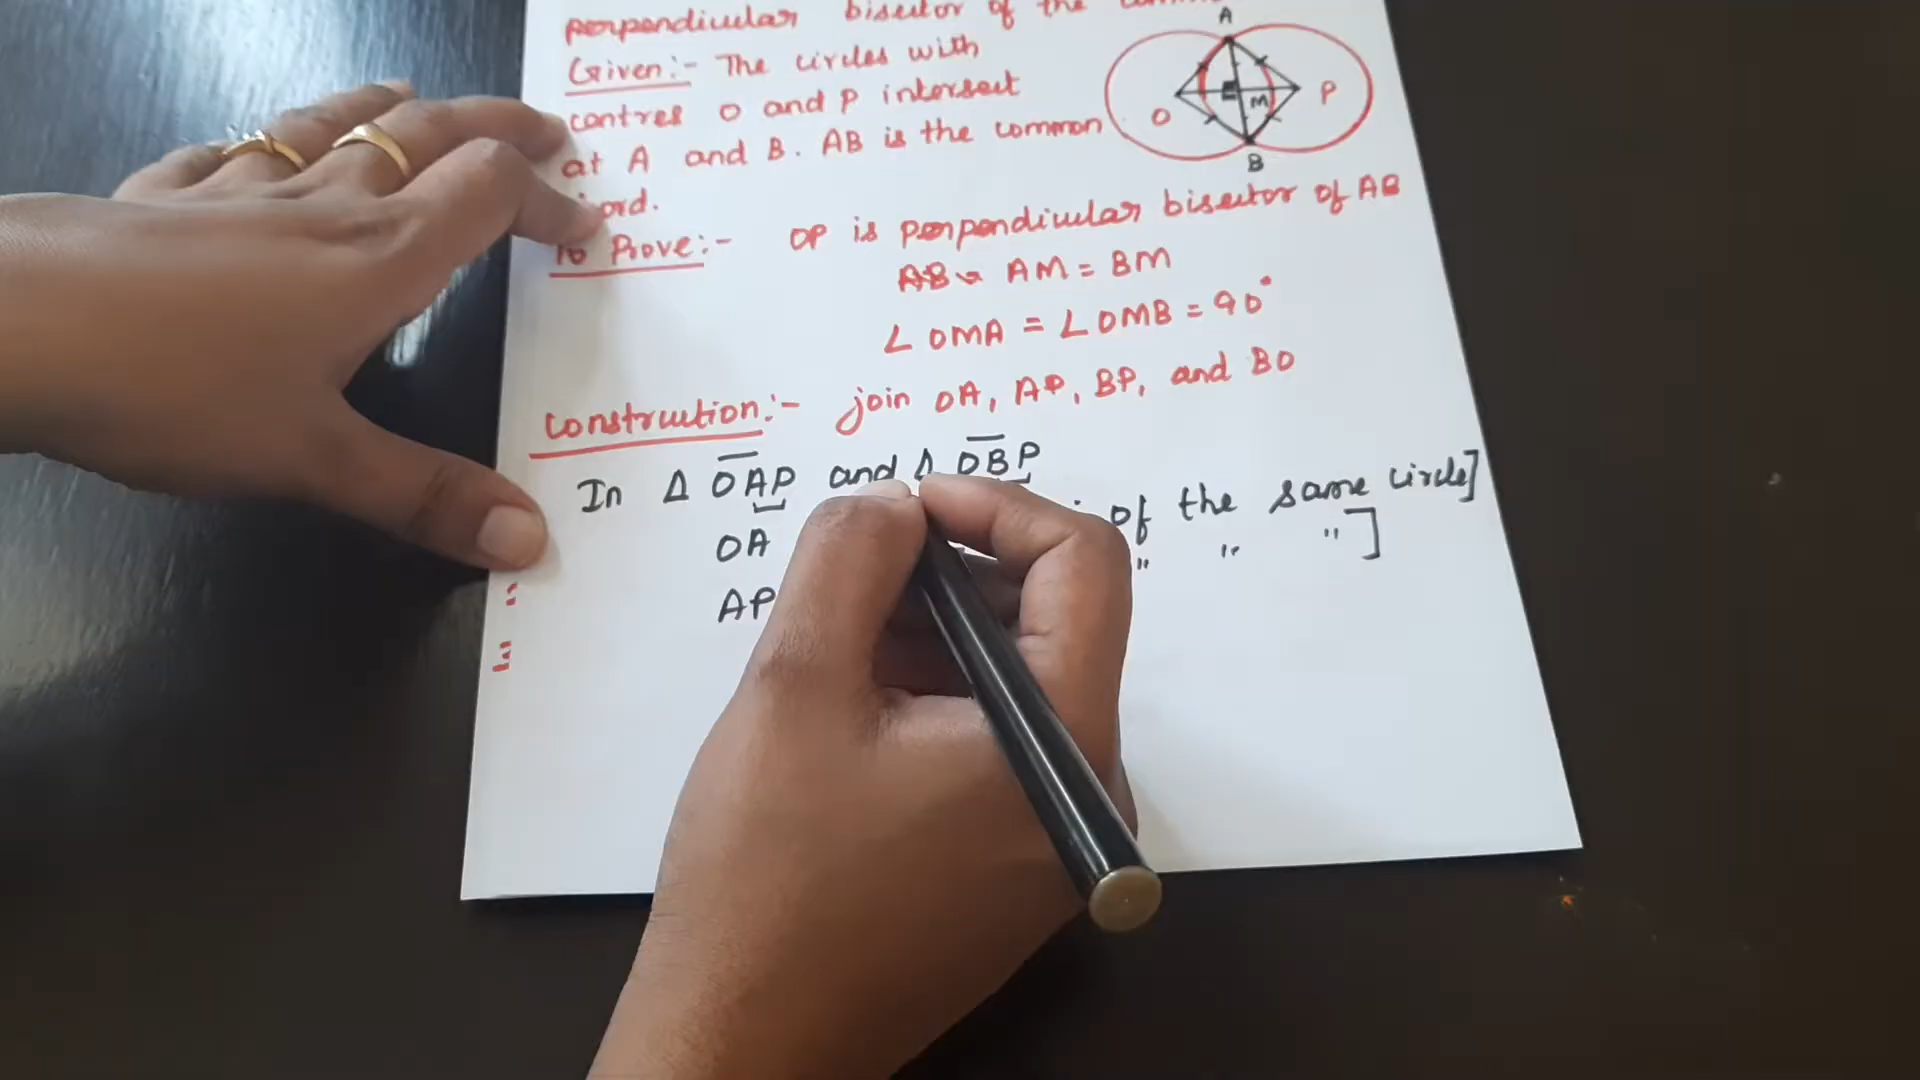 perpendicular bisector of the
Given:- The circles with
centres O and P intersect
at A and B. AB is the common
To Prove:- OP is perpendicular bisector of AB
AM = BM
∠ OMA = ∠ OMB = 90°
Construction:- join OA, AP, BP, and BO
In Δ OAP and Δ OBP
OA of the same circle]
AP " " " ]
A
O
M
P
B